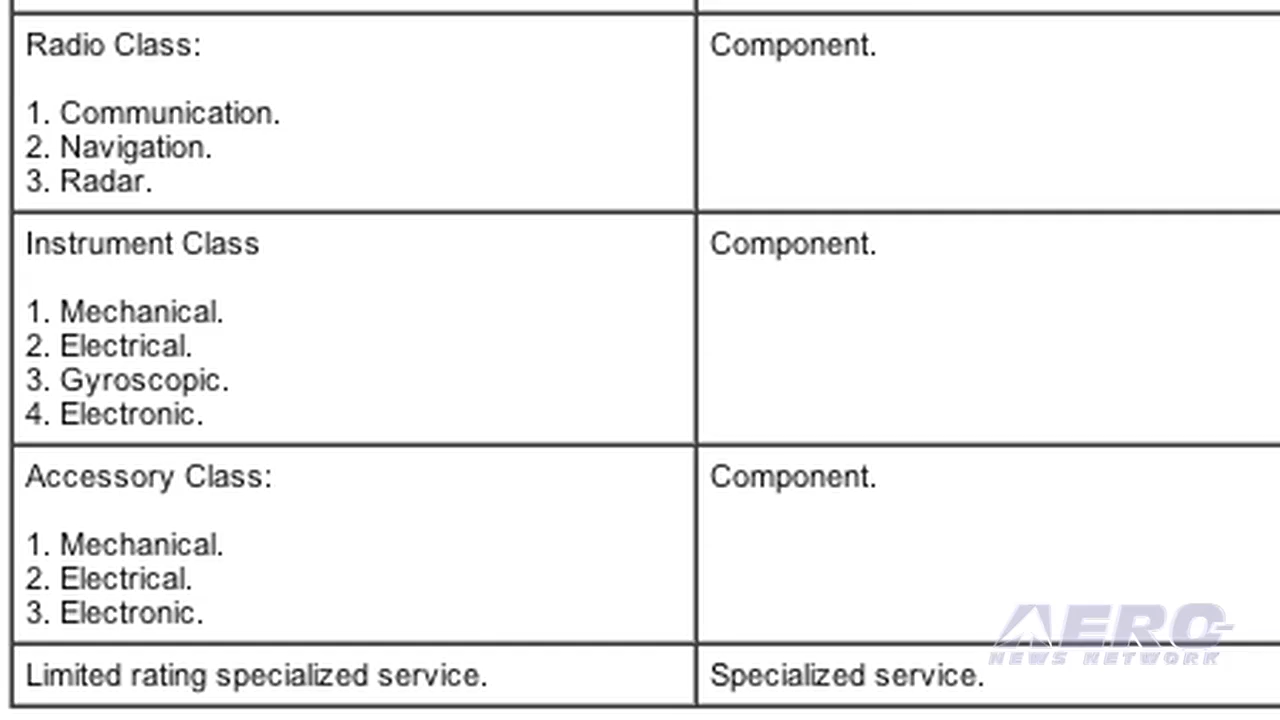 Radio Class:
Component.
1. Communication.
2. Navigation.
3. Radar.
Instrument Class
Component.
1. Mechanical.
2. Electrical.
3. Gyroscopic.
4. Electronic.
Accessory Class:
Component.
1. Mechanical.
2. Electrical.
3. Electronic.
Limited rating specialized service.
Specialized service.
AERO
NEWS NETWORK